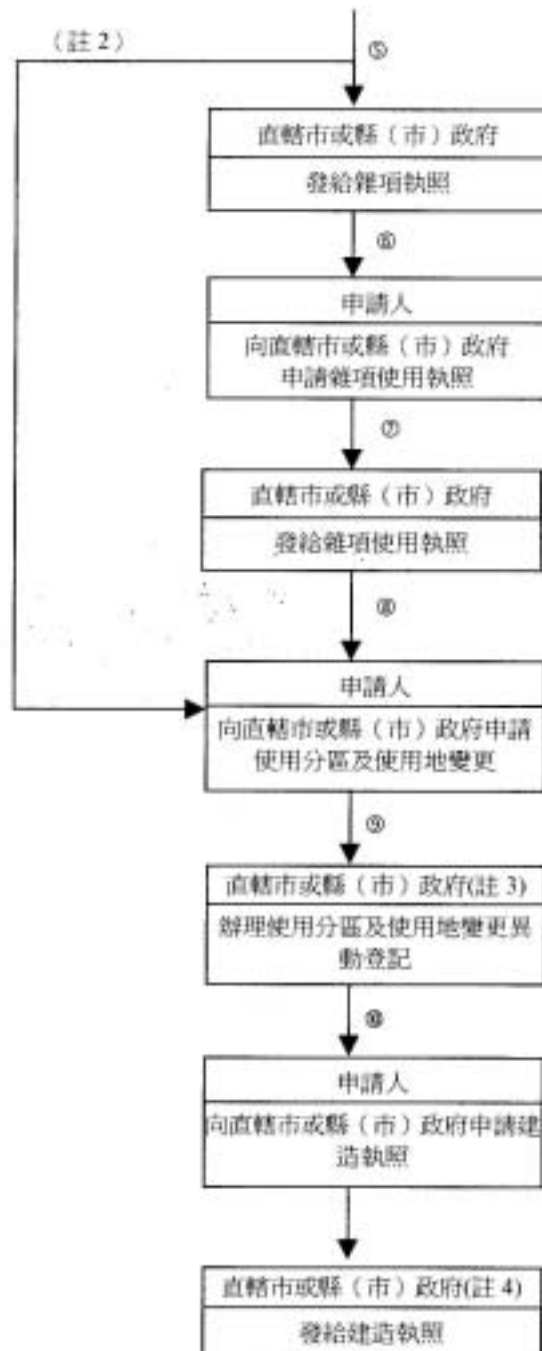 （註 2）
⑤
直轄市或縣（市）政府
發給雜項執照
⑥
申請人
向直轄市或縣（市）政府
申請雜項使用執照
⑦
直轄市或縣（市）政府
發給雜項使用執照
⑧
申請人
向直轄市或縣（市）政府申請
使用分區及使用地變更
⑨
直轄市或縣（市）政府(註 3)
辦理使用分區及使用地變更異
動登記
⑩
申請人
向直轄市或縣（市）政府申請建
造執照
直轄市或縣（市）政府(註 4)
發給建造執照